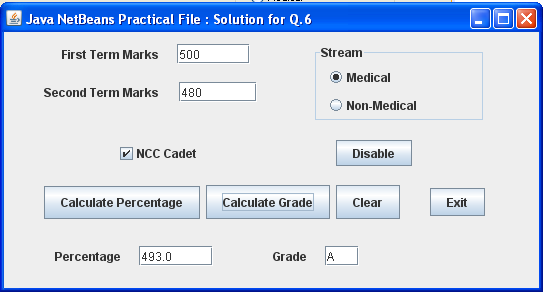 Java NetBeans Practical File : Solution for Q.6
First Term Marks 500
Stream
Medical
Second Term Marks 480
Non-Medical
NCC Cadet Disable
Calculate Percentage Calculate Grade Clear Exit
Percentage 493.0 Grade A